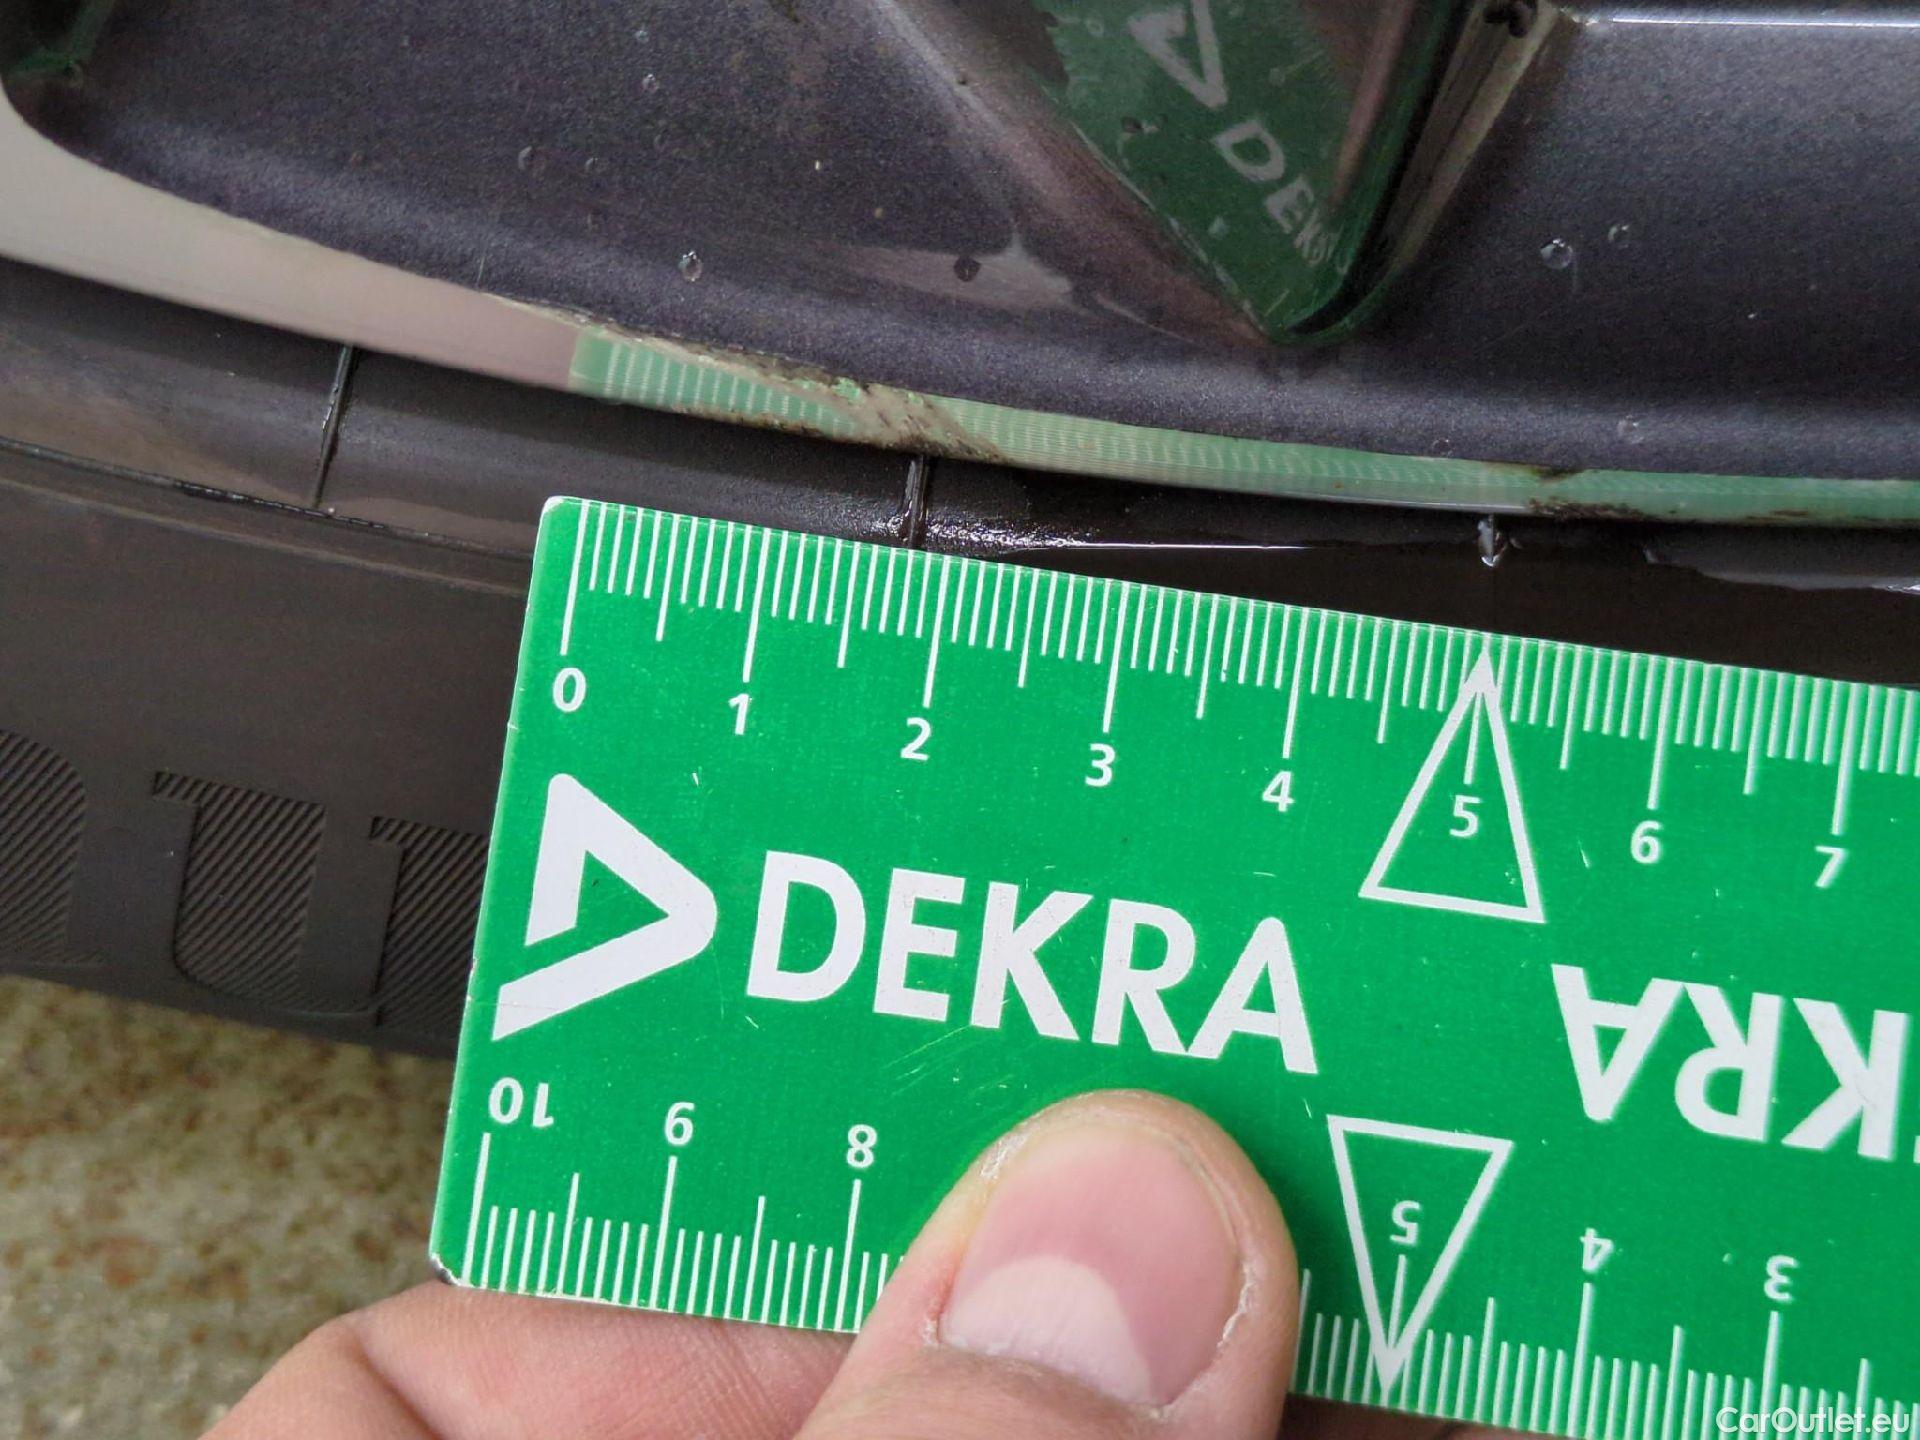 DEKRA
0 1 2 3 4 5 6 7
DEKRA
KRA
10 9 8 5 4 3
CarOutlet.eu